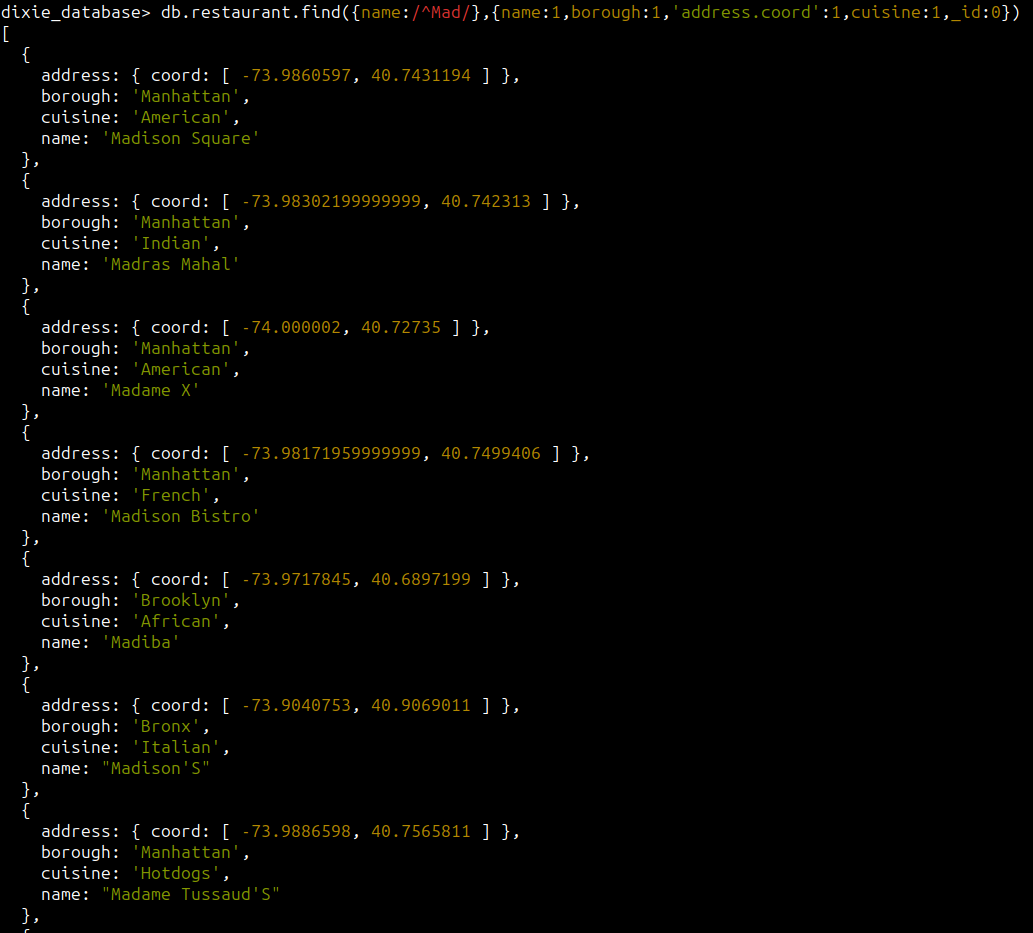 dixie_database> db.restaurant.find({name:/^Mad/},{name:1,borough:1,'address.coord':1,cuisine:1,_id:0})
[
  {
    address: { coord: [ -73.9860597, 40.7431194 ] },
    borough: 'Manhattan',
    cuisine: 'American',
    name: 'Madison Square'
  },
  {
    address: { coord: [ -73.98302199999999, 40.742313 ] },
    borough: 'Manhattan',
    cuisine: 'Indian',
    name: 'Madras Mahal'
  },
  {
    address: { coord: [ -74.000002, 40.72735 ] },
    borough: 'Manhattan',
    cuisine: 'American',
    name: 'Madame X'
  },
  {
    address: { coord: [ -73.98171959999999, 40.7499406 ] },
    borough: 'Manhattan',
    cuisine: 'French',
    name: 'Madison Bistro'
  },
  {
    address: { coord: [ -73.9717845, 40.6897199 ] },
    borough: 'Brooklyn',
    cuisine: 'African',
    name: 'Madiba'
  },
  {
    address: { coord: [ -73.9040753, 40.9069011 ] },
    borough: 'Bronx',
    cuisine: 'Italian',
    name: "Madison'S"
  },
  {
    address: { coord: [ -73.9886598, 40.7565811 ] },
    borough: 'Manhattan',
    cuisine: 'Hotdogs',
    name: "Madame Tussaud'S"
  },